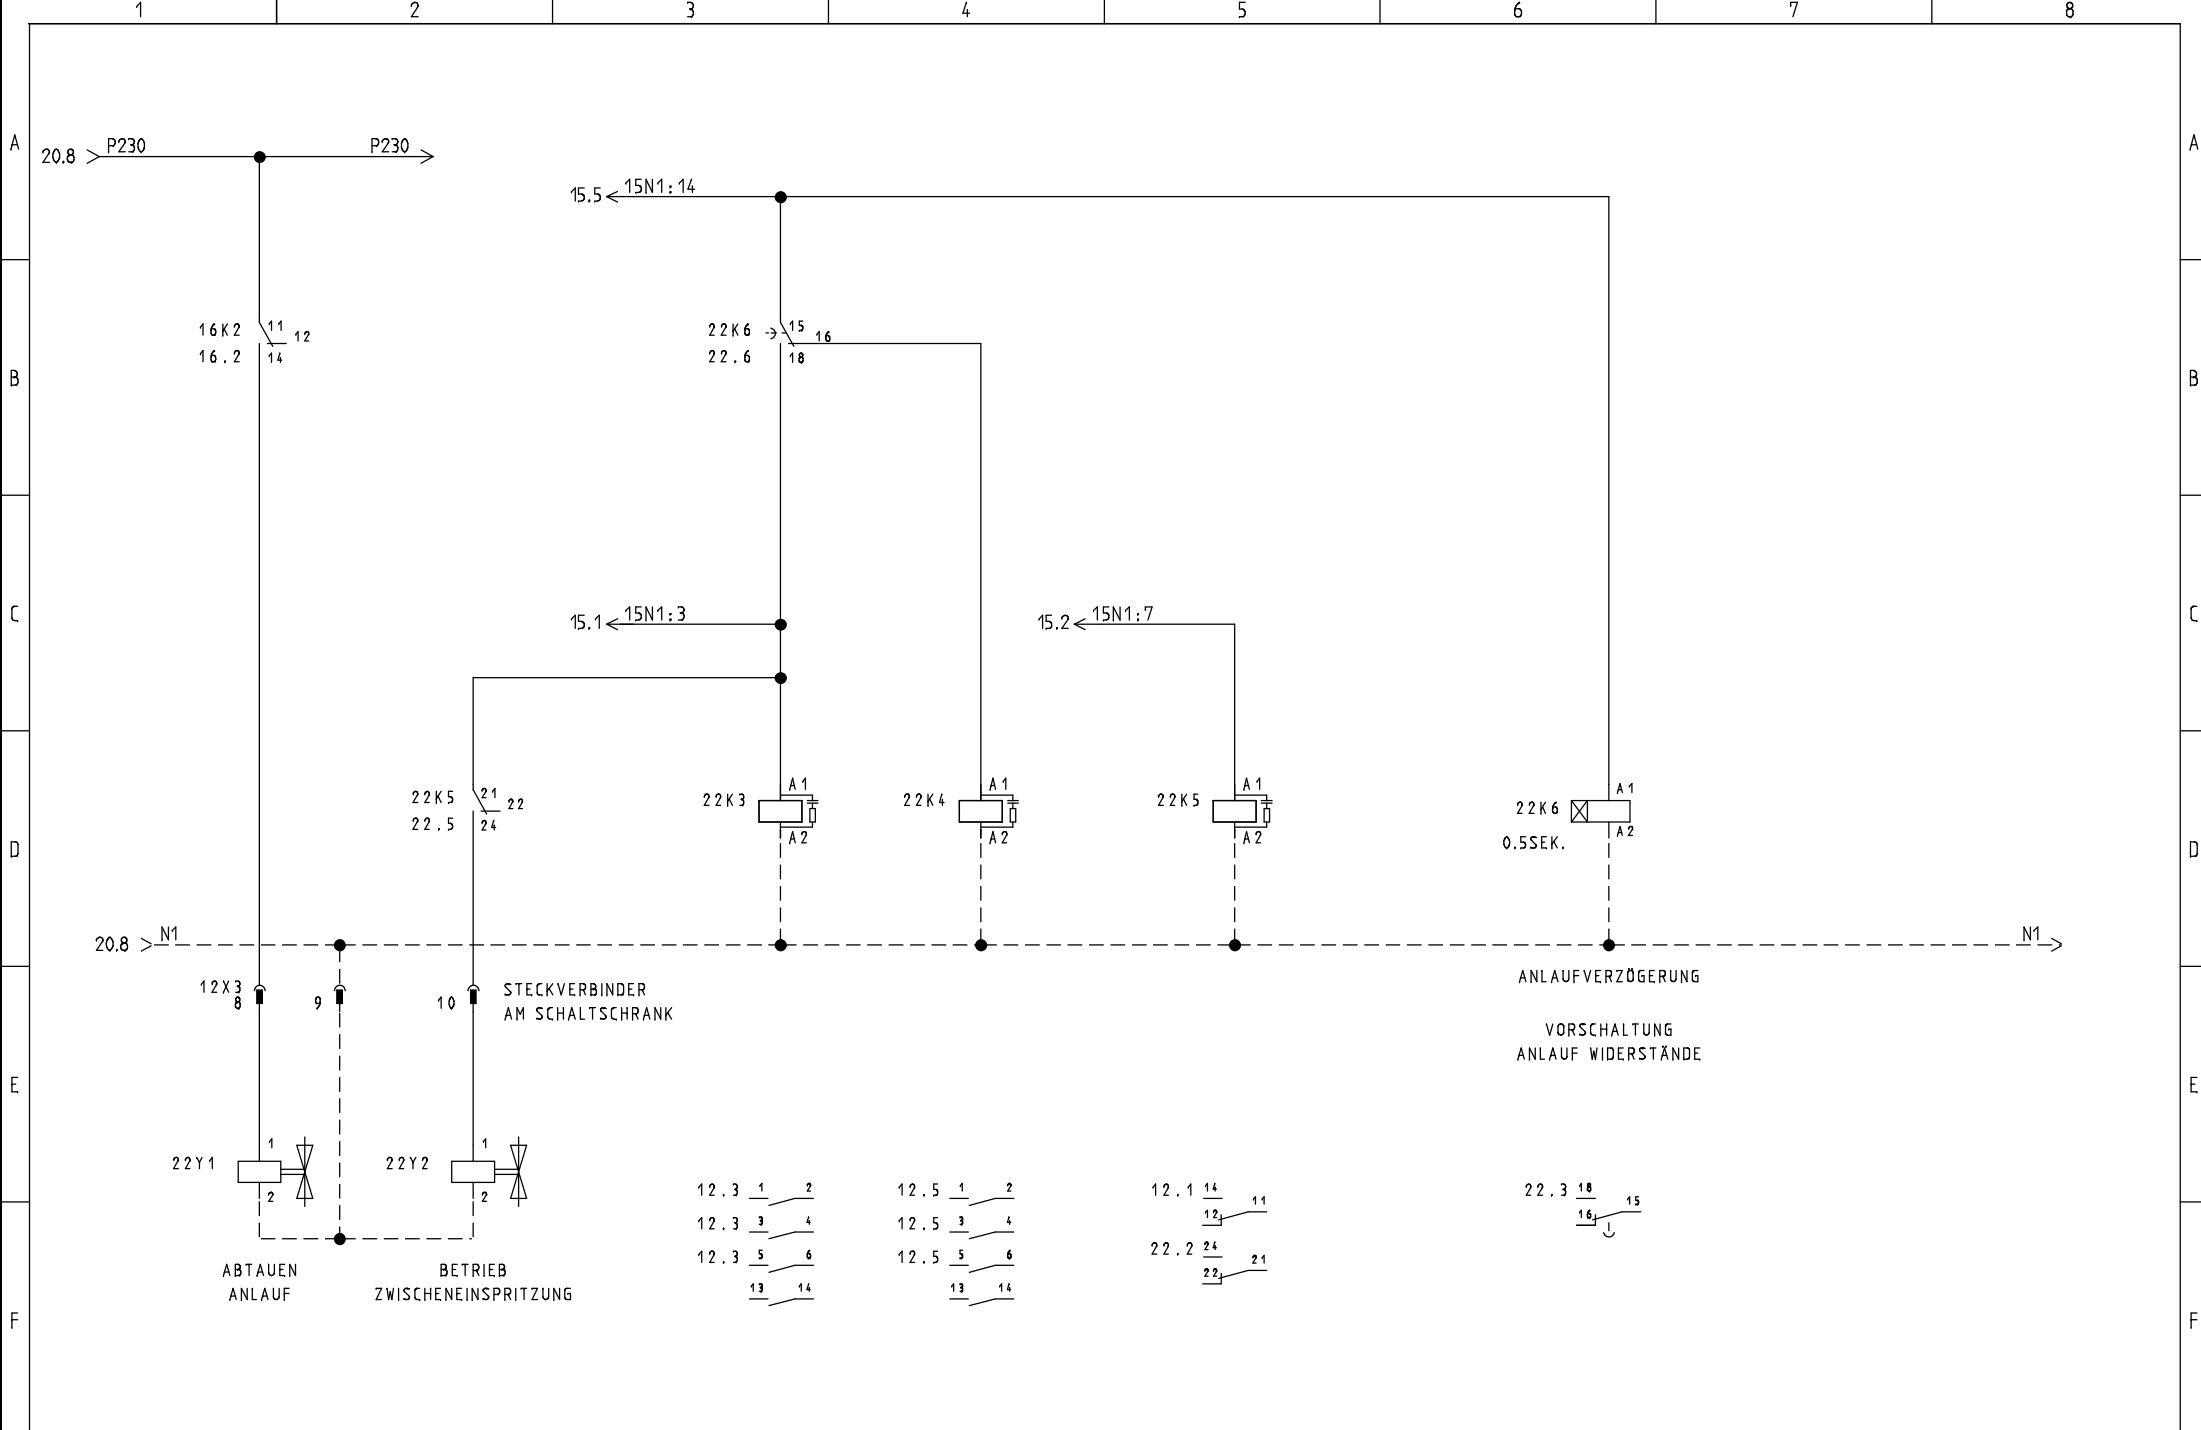 1 2 3 4 5 6 7 8
A A
P230 P230
20.8
15N1:14
15.5
16K2 11 12
16.2 14
22K6 15 16
22.6 18
B B
15N1:3
15.1
15N1:7
15.2
C C
22K5 21 22
22.5 24
22K3 A1
A2
22K4 A1
A2
22K5 A1
A2
22K6 A1
A2
0.5SEK.
D D
20.8 N1 N1
12X3
8 9 10
STECKVERBINDER
AM SCHALTSCHRANK
ANLAUFVERZÖGERUNG
VORSCHALTUNG
ANLAUF WIDERSTÄNDE
E E
22Y1 1
2
22Y2 1
2
ABTAUEN
ANLAUF
BETRIEB
ZWISCHENEINSPRITZUNG
12.3 1 2
12.3 3 4
12.3 5 6
13 14
12.5 1 2
12.5 3 4
12.5 5 6
13 14
12.1 14
12 11
22.2 24
22 21
22.3 18
16 15
F F